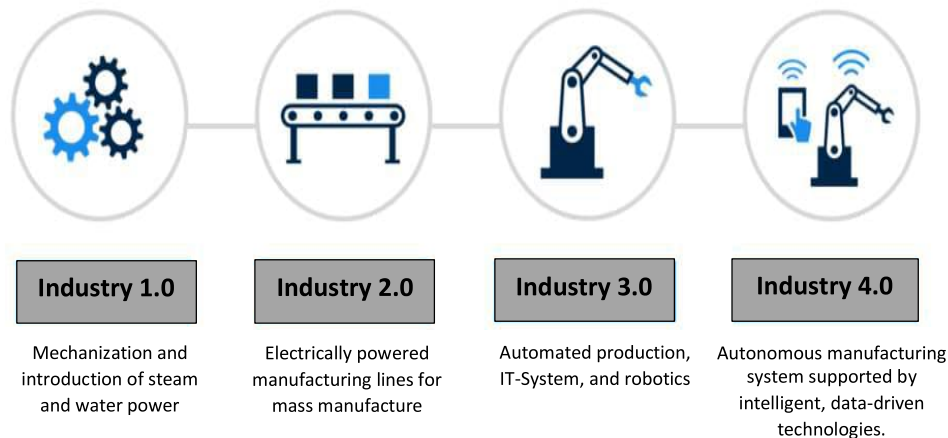 Industry 1.0
Industry 2.0
Industry 3.0
Industry 4.0
Mechanization and
introduction of steam
and water power
Electrically powered
manufacturing lines for
mass manufacture
Automated production,
IT-System, and robotics
Autonomous manufacturing
system supported by
intelligent, data-driven
technologies.